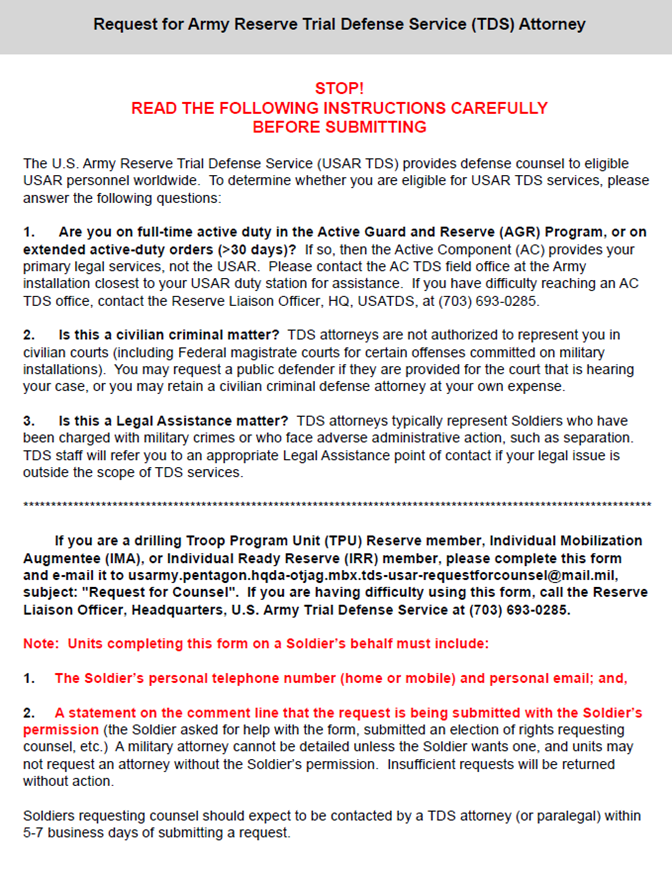 Request for Army Reserve Trial Defense Service (TDS) Attorney
STOP!
READ THE FOLLOWING INSTRUCTIONS CAREFULLY
BEFORE SUBMITTING
The U.S. Army Reserve Trial Defense Service (USAR TDS) provides defense counsel to eligible
USAR personnel worldwide.  To determine whether you are eligible for USAR TDS services, please
answer the following questions:
1.    Are you on full-time active duty in the Active Guard and Reserve (AGR) Program, or on
extended active-duty orders (>30 days)?  If so, then the Active Component (AC) provides your
primary legal services, not the USAR.  Please contact the AC TDS field office at the Army
installation closest to your USAR duty station for assistance.  If you have difficulty reaching an AC
TDS office, contact the Reserve Liaison Officer, HQ, USATDS, at (703) 693-0285.
2.    Is this a civilian criminal matter?  TDS attorneys are not authorized to represent you in
civilian courts (including Federal magistrate courts for certain offenses committed on military
installations).  You may request a public defender if they are provided for the court that is hearing
your case, or you may retain a civilian criminal defense attorney at your own expense.
3.    Is this a Legal Assistance matter?  TDS attorneys typically represent Soldiers who have
been charged with military crimes or who face adverse administrative action, such as separation.
TDS staff will refer you to an appropriate Legal Assistance point of contact if your legal issue is
outside the scope of TDS services.
*********************************************************************************************************************
If you are a drilling Troop Program Unit (TPU) Reserve member, Individual Mobilization
Augmentee (IMA), or Individual Ready Reserve (IRR) member, please complete this form
and e-mail it to usarmy.pentagon.hqda-otjag.mbx.tds-usar-requestforcounsel@mail.mil,
subject: "Request for Counsel".  If you are having difficulty using this form, call the Reserve
Liaison Officer, Headquarters, U.S. Army Trial Defense Service at (703) 693-0285.
Note:  Units completing this form on a Soldier's behalf must include:
1.    The Soldier's personal telephone number (home or mobile) and personal email; and,
2.    A statement on the comment line that the request is being submitted with the Soldier's
permission (the Soldier asked for help with the form, submitted an election of rights requesting
counsel, etc.)  A military attorney cannot be detailed unless the Soldier wants one, and units may
not request an attorney without the Soldier's permission.  Insufficient requests will be returned
without action.
Soldiers requesting counsel should expect to be contacted by a TDS attorney (or paralegal) within
5-7 business days of submitting a request.